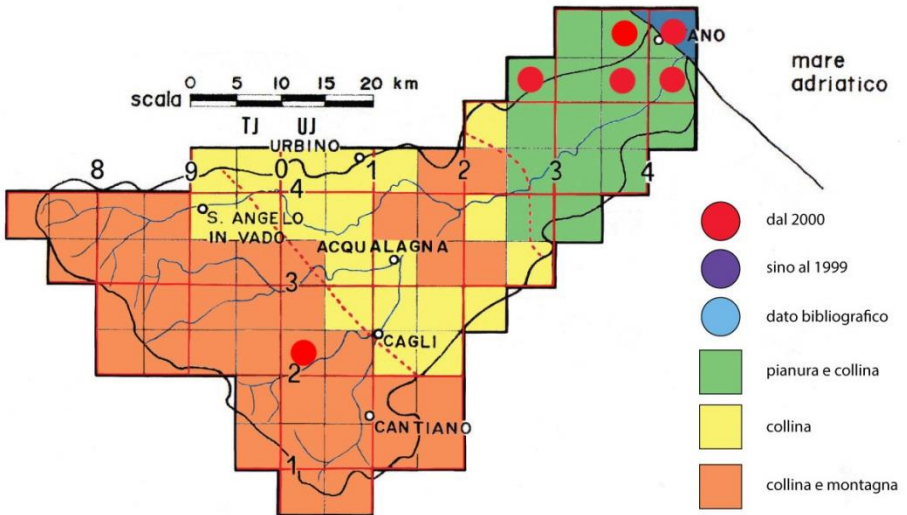 ANO
mare
adriatico
0 5 10 15 20 km
scala
TJ UJ
URBINO
8 9 0 1 2 3 4
4
S. ANGELO
IN VADO
ACQUALAGNA
3
CAGLI
2
CANTIANO
1
dal 2000
sino al 1999
dato bibliografico
pianura e collina
collina
collina e montagna